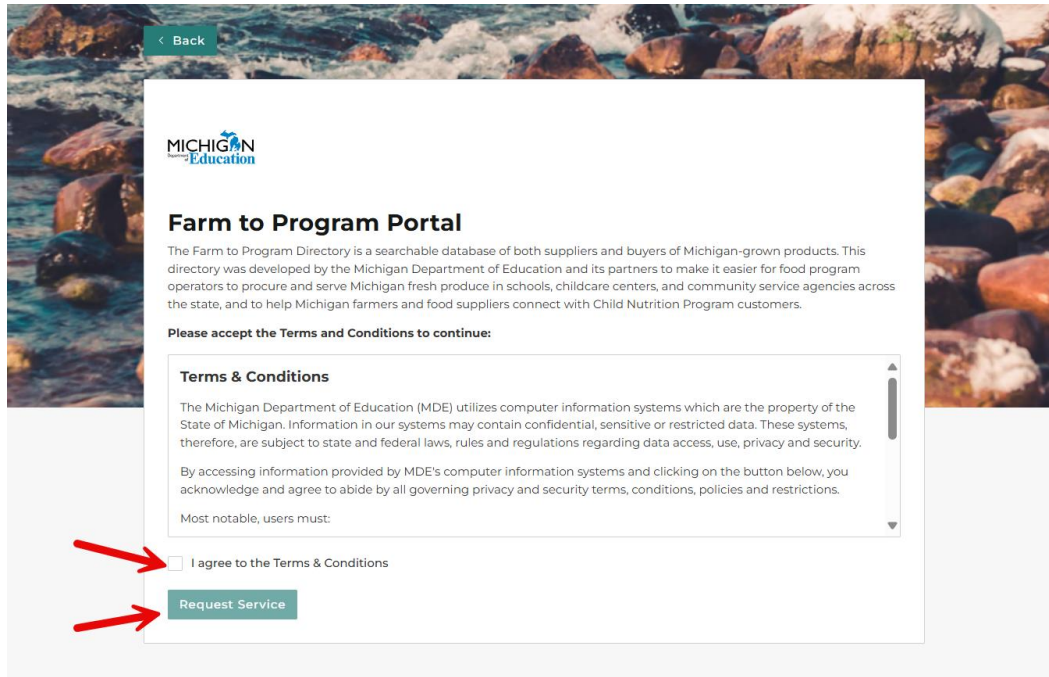 < Back
MICHIGAN
Department of Education
Farm to Program Portal
The Farm to Program Directory is a searchable database of both suppliers and buyers of Michigan-grown products. This
directory was developed by the Michigan Department of Education and its partners to make it easier for food program
operators to procure and serve Michigan fresh produce in schools, childcare centers, and community service agencies across
the state, and to help Michigan farmers and food suppliers connect with Child Nutrition Program customers.
Please accept the Terms and Conditions to continue:
Terms & Conditions
The Michigan Department of Education (MDE) utilizes computer information systems which are the property of the
State of Michigan. Information in our systems may contain confidential, sensitive or restricted data. These systems,
therefore, are subject to state and federal laws, rules and regulations regarding data access, use, privacy and security.
By accessing information provided by MDE's computer information systems and clicking on the button below, you
acknowledge and agree to abide by all governing privacy and security terms, conditions, policies and restrictions.
Most notable, users must:
I agree to the Terms & Conditions
Request Service